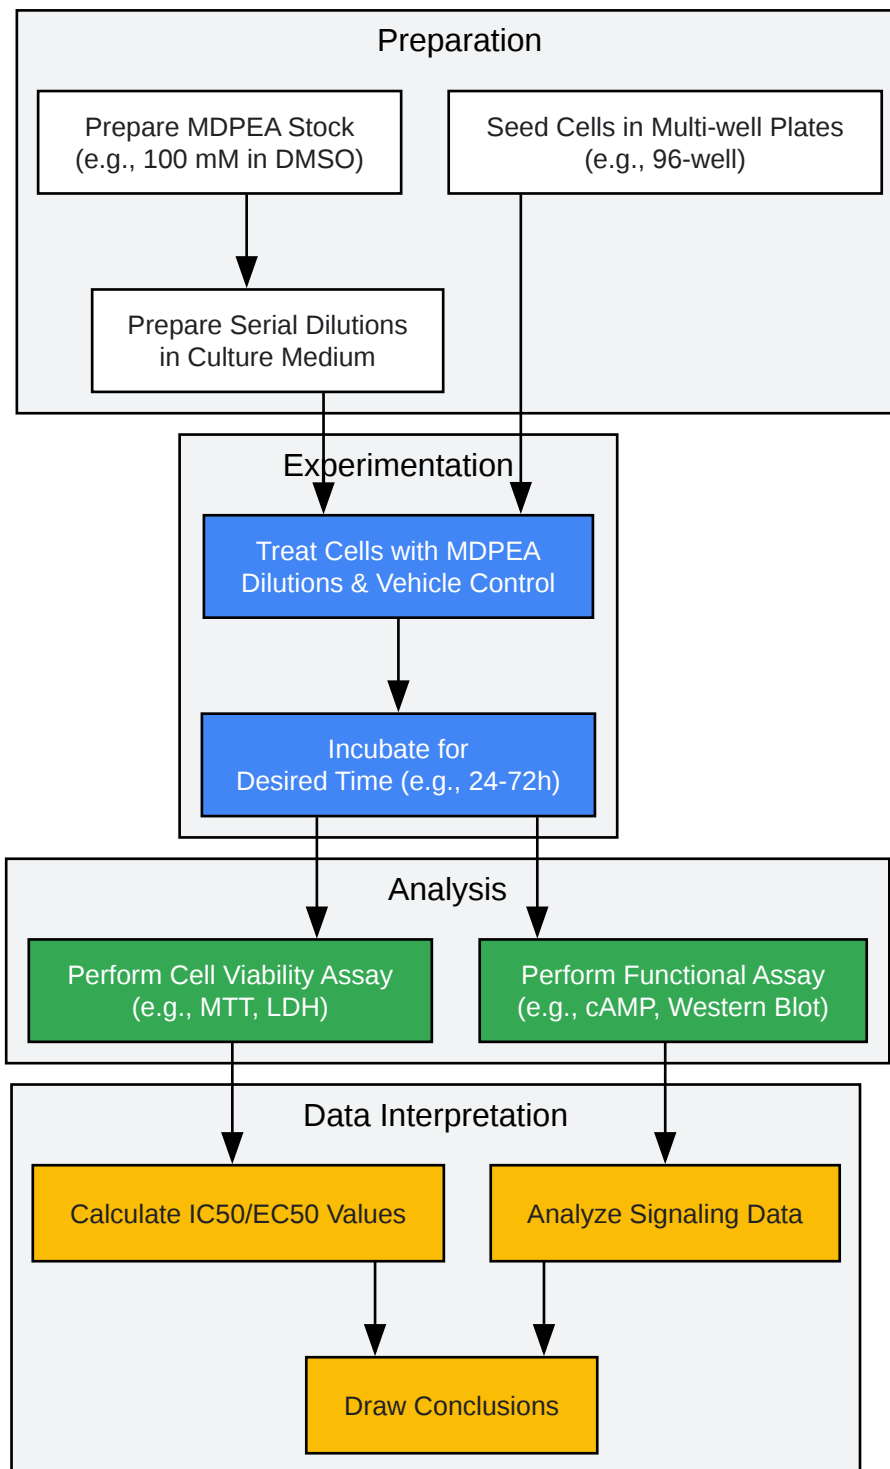 Preparation
Prepare MDPEA Stock
(e.g., 100 mM in DMSO)
Seed Cells in Multi-well Plates
(e.g., 96-well)
Prepare Serial Dilutions
in Culture Medium
Experimentation
Treat Cells with MDPEA
Dilutions & Vehicle Control
Incubate for
Desired Time (e.g., 24-72h)
Analysis
Perform Cell Viability Assay
(e.g., MTT, LDH)
Perform Functional Assay
(e.g., cAMP, Western Blot)
Data Interpretation
Calculate IC50/EC50 Values
Analyze Signaling Data
Draw Conclusions